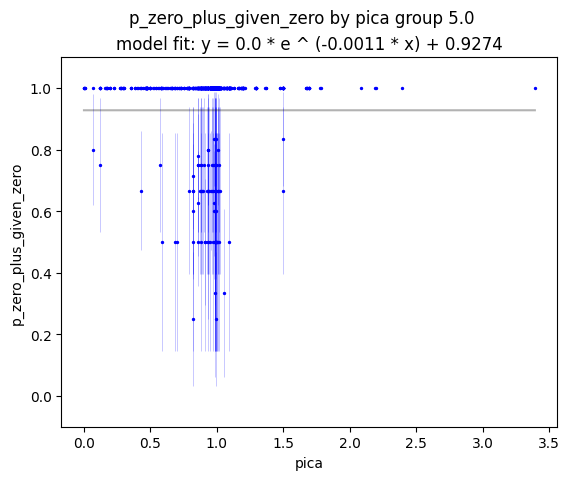 p_zero_plus_given_zero by pica group 5.0
model fit: y = 0.0 * e ^ (-0.0011 * x) + 0.9274
p_zero_plus_given_zero
1.0
0.8
0.6
0.4
0.2
0.0
0.0 0.5 1.0 1.5 2.0 2.5 3.0 3.5
pica